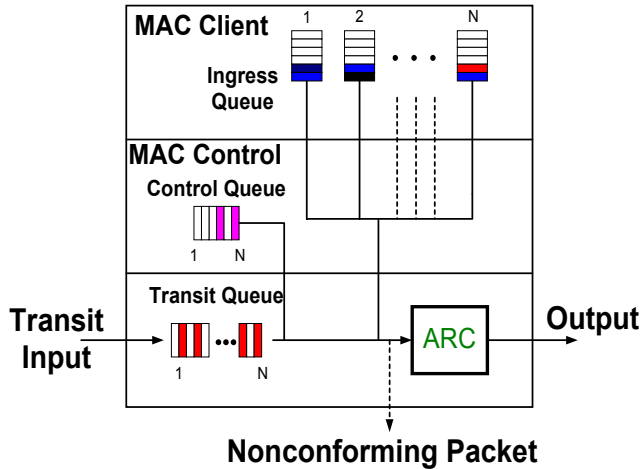 MAC Client
1 2 N
Ingress
Queue
MAC Control
Control Queue
1 N
Transit Queue
Transit
Input
1 N
ARC
Output
Nonconforming Packet